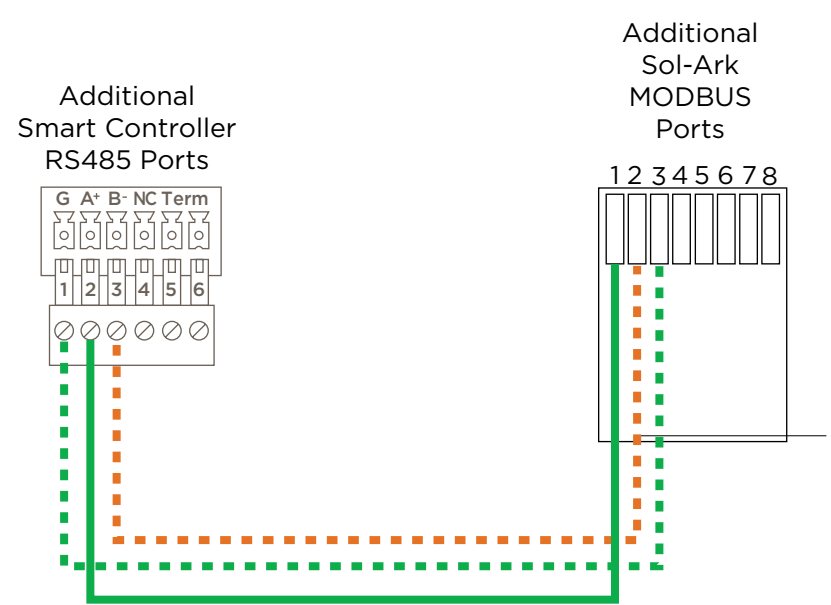 Additional
Sol-Ark
MODBUS
Ports
Additional
Smart Controller
RS485 Ports
1 2 3 4 5 6 7 8
G A+ B- NC Term
1 2 3 4 5 6